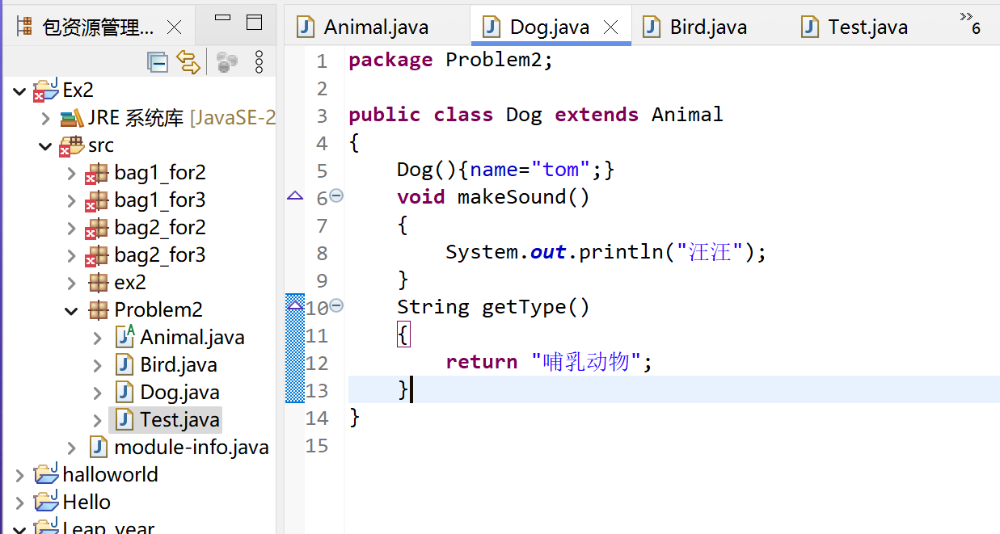 包资源管理...
Ex2
JRE 系统库 [JavaSE-2
src
bag1_for2
bag1_for3
bag2_for2
bag2_for3
ex2
Problem2
Animal.java
Bird.java
Dog.java
Test.java
module-info.java
halloworld
Hello
Leap_year
Animal.java Dog.java Bird.java Test.java 6
1 package Problem2;
2
3 public class Dog extends Animal
4 {
5 Dog(){name="tom";}
6 void makeSound()
7 {
8 System.out.println("汪汪");
9 }
10 String getType()
11 {
12 return "哺乳动物";
13 }
14 }
15